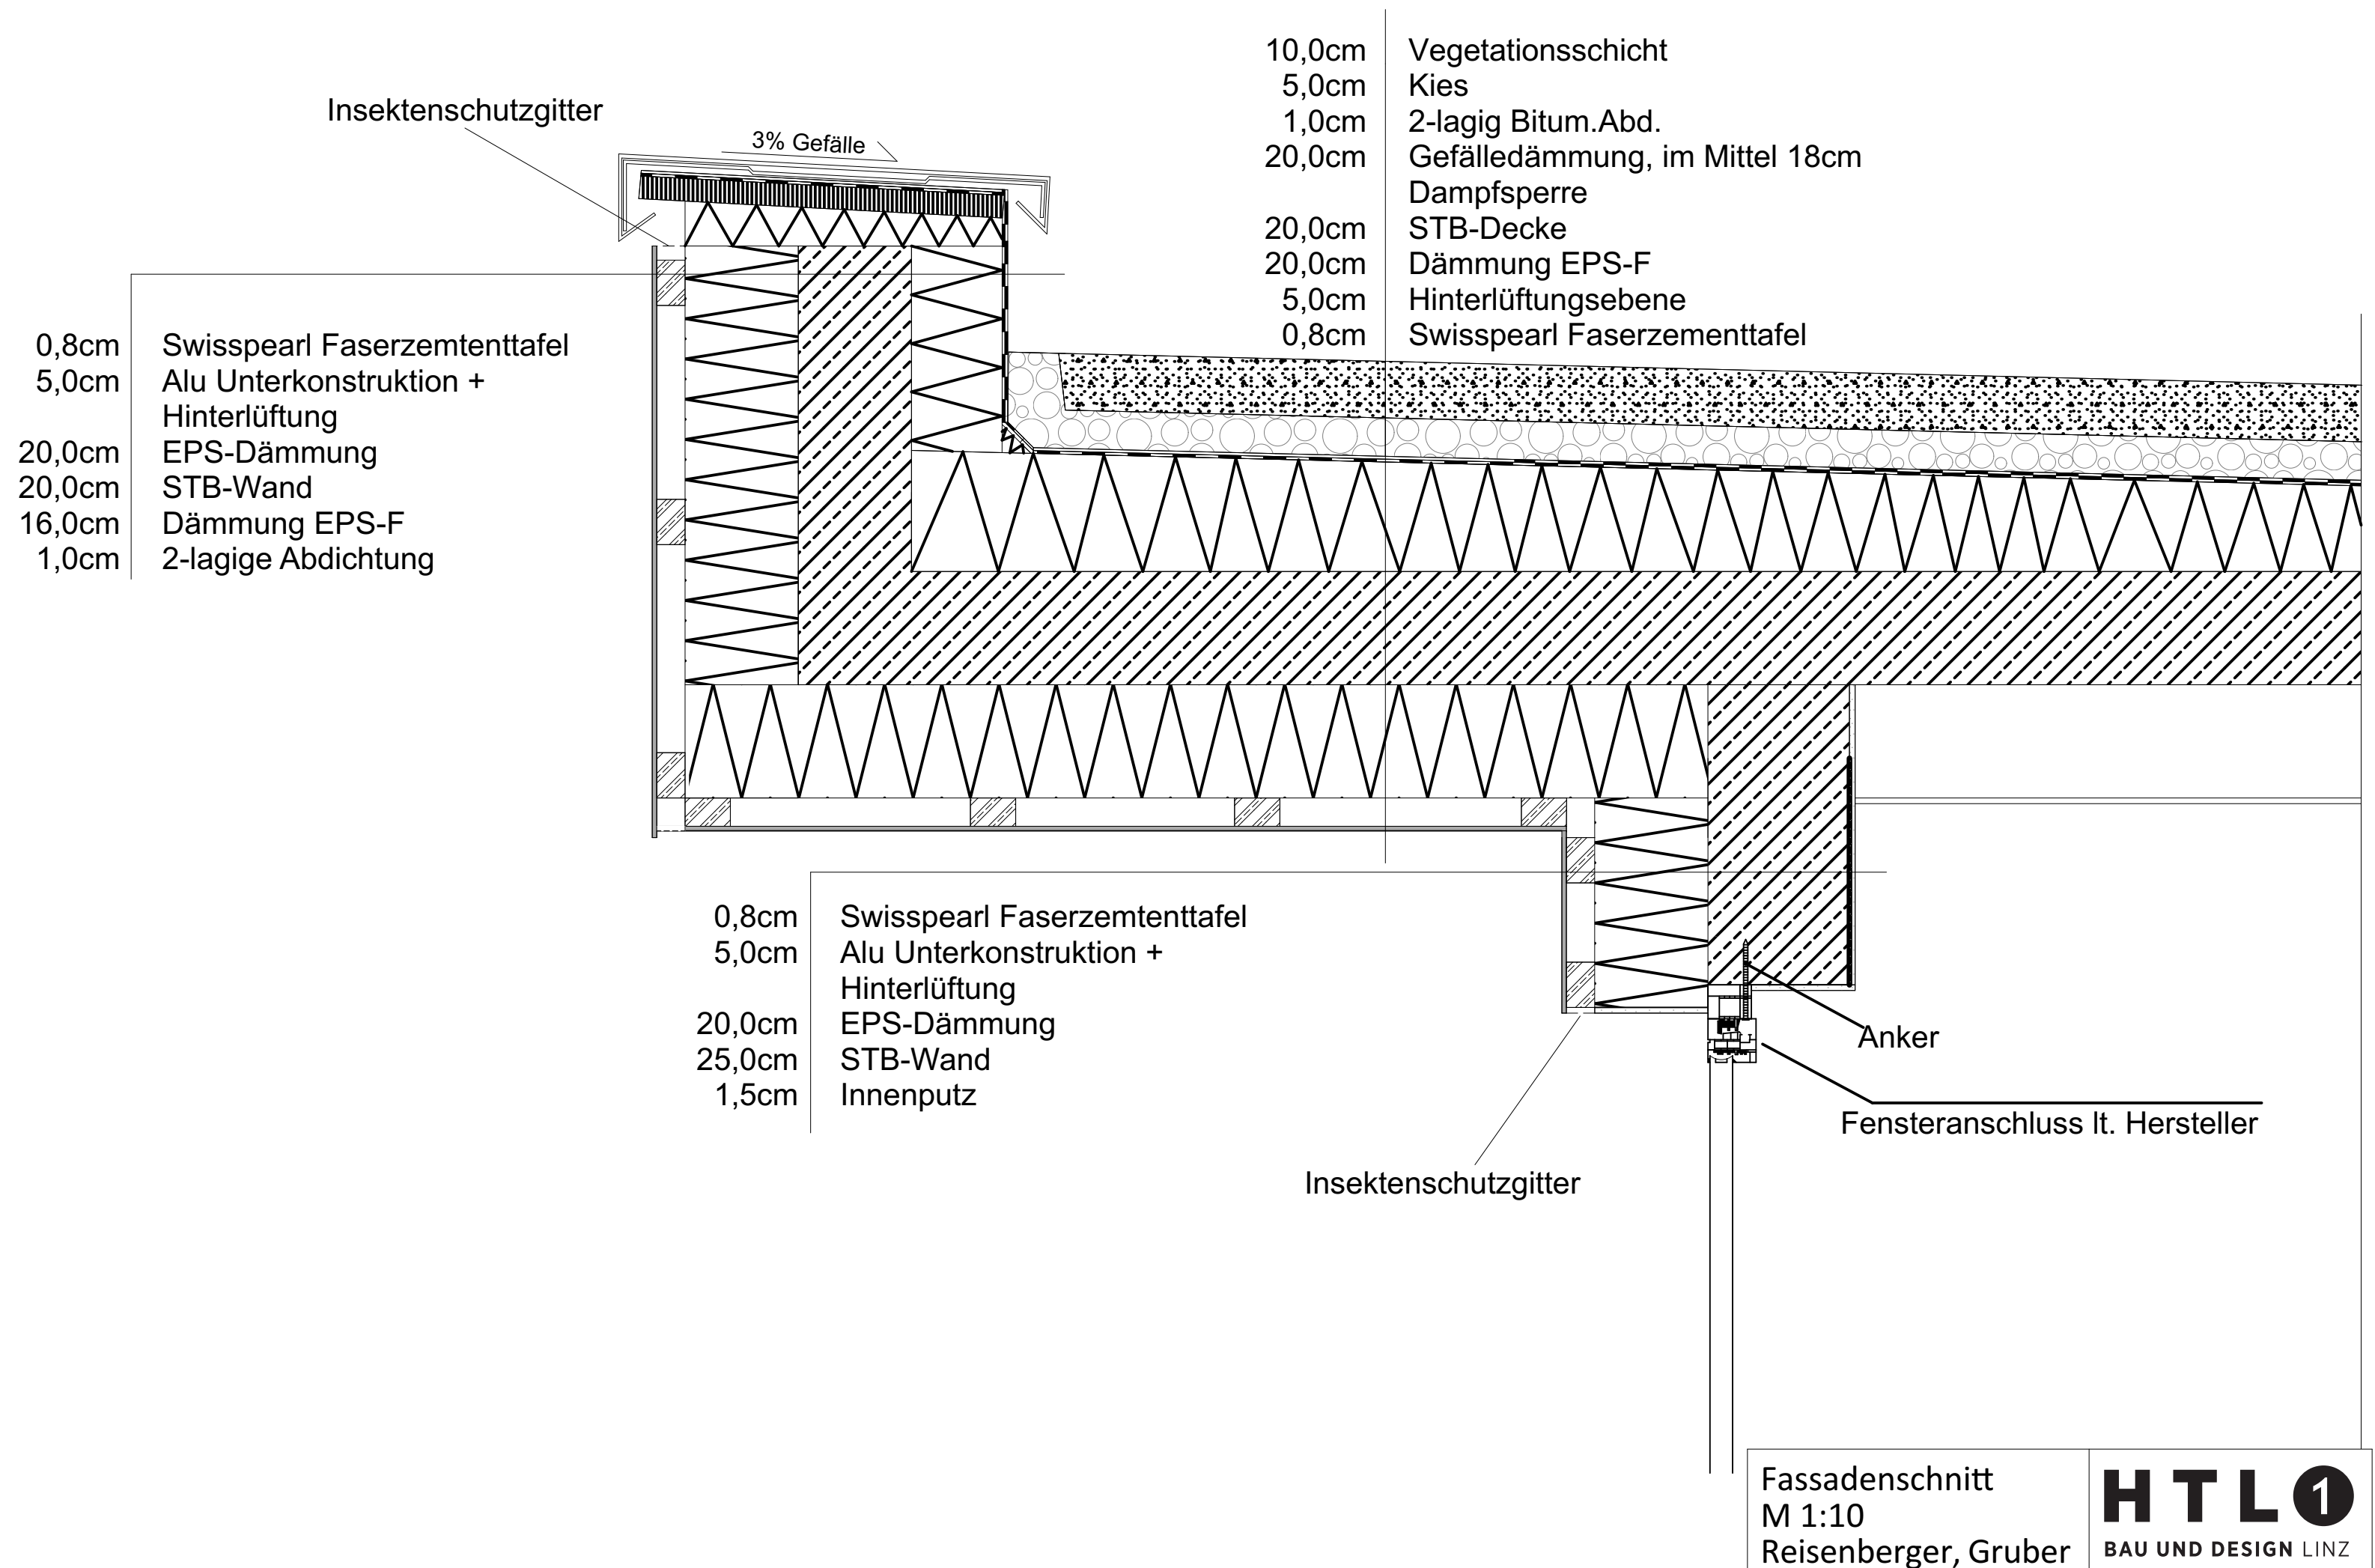 Insektenschutzgitter
3% Gefälle
10,0cm Vegetationsschicht
5,0cm Kies
1,0cm 2-lagig Bitum.Abd.
20,0cm Gefälledämmung, im Mittel 18cm
Dampfsperre
20,0cm STB-Decke
20,0cm Dämmung EPS-F
5,0cm Hinterlüftungsebene
0,8cm Swisspearl Faserzementtafel
0,8cm Swisspearl Faserzemtenttafel
5,0cm Alu Unterkonstruktion +
Hinterlüftung
20,0cm EPS-Dämmung
20,0cm STB-Wand
16,0cm Dämmung EPS-F
1,0cm 2-lagige Abdichtung
0,8cm Swisspearl Faserzemtenttafel
5,0cm Alu Unterkonstruktion +
Hinterlüftung
20,0cm EPS-Dämmung
25,0cm STB-Wand
1,5cm Innenputz
Anker
Fensteranschluss lt. Hersteller
Insektenschutzgitter
Fassadenschnitt
M 1:10
Reisenberger, Gruber
HTL1
BAU UND DESIGN LINZ